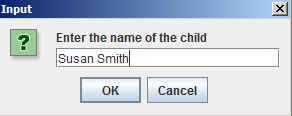 Input
Enter the name of the child
Susan Smith
OK Cancel